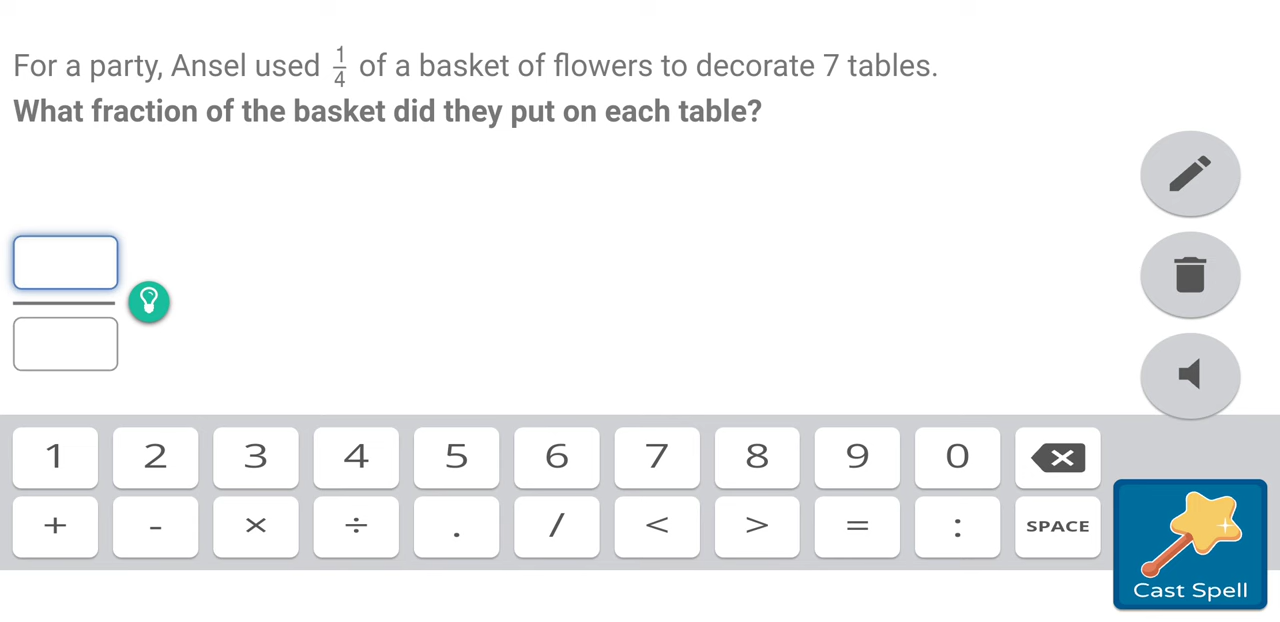 For a party, Ansel used 1/4 of a basket of flowers to decorate 7 tables.
What fraction of the basket did they put on each table?
1 2 3 4 5 6 7 8 9 0
+ - × ÷ . / < > = : SPACE
Cast Spell